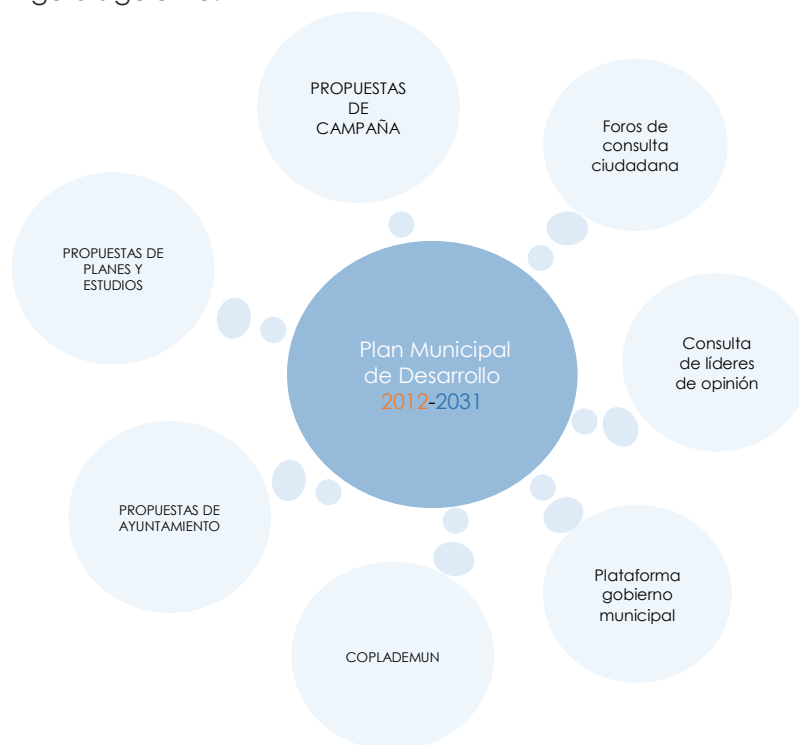 PROPUESTAS
DE
CAMPAÑA
Foros de
consulta
ciudadana
PROPUESTAS DE
PLANES Y
ESTUDIOS
Plan Municipal
de Desarrollo
2012-2031
Consulta
de líderes
de opinión
PROPUESTAS DE
AYUNTAMIENTO
Plataforma
gobierno
municipal
COPLADEMUN